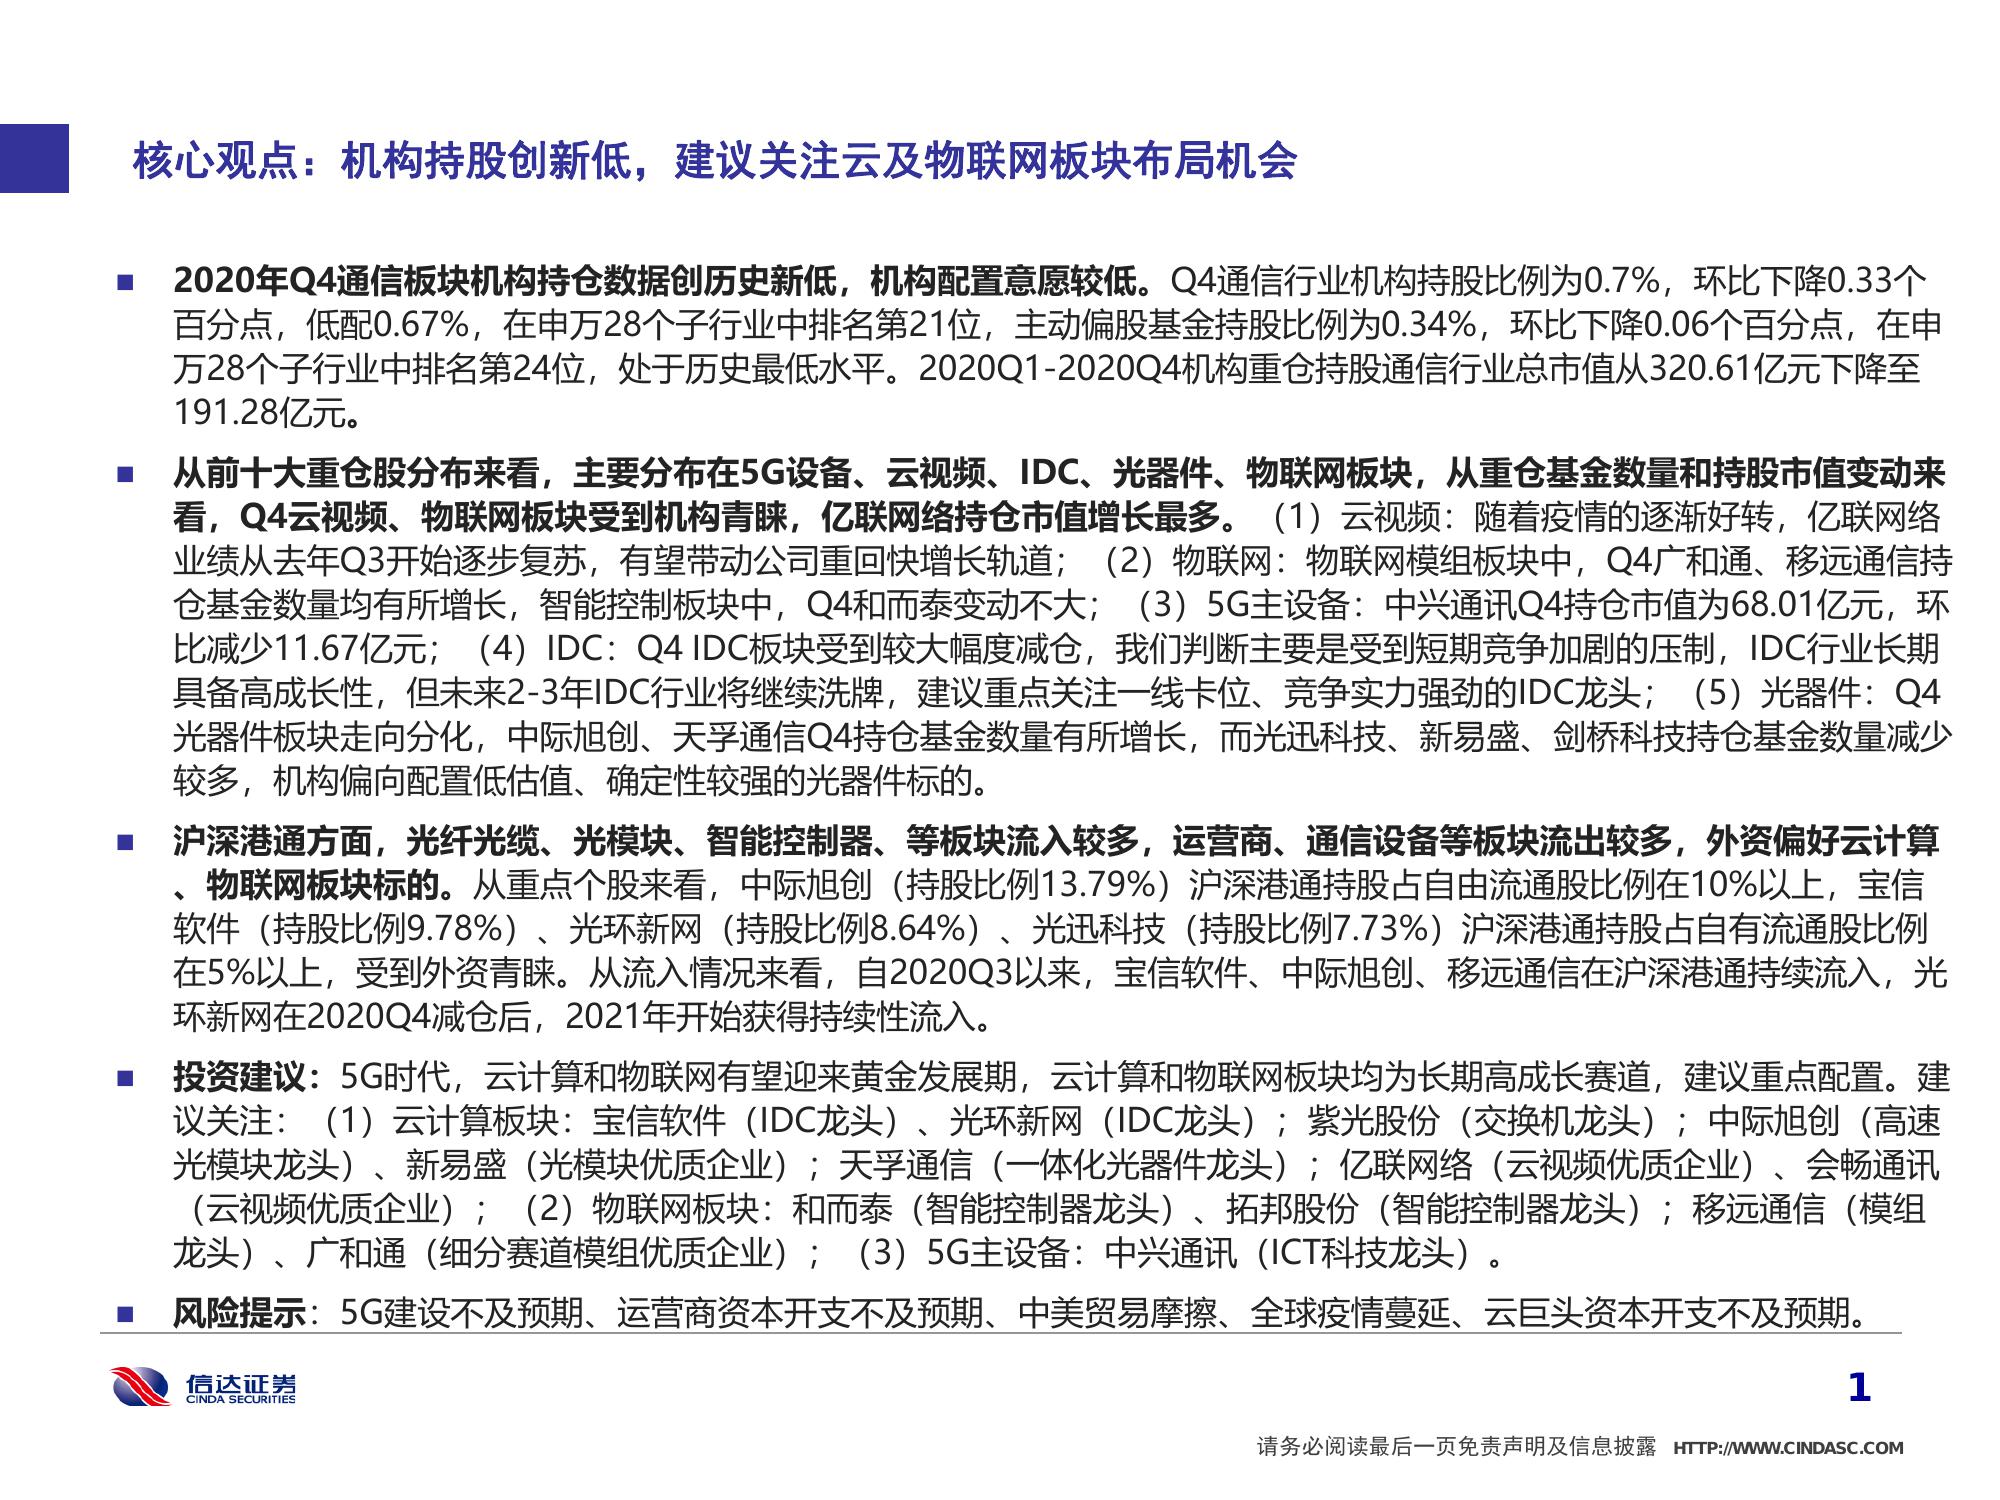 核心观点：机构持股创新低，建议关注云及物联网板块布局机会
■ 2020年Q4通信板块机构持仓数据创历史新低，机构配置意愿较低。Q4通信行业机构持股比例为0.7%，环比下降0.33个
百分点，低配0.67%，在申万28个子行业中排名第21位，主动偏股基金持股比例为0.34%，环比下降0.06个百分点，在申
万28个子行业中排名第24位，处于历史最低水平。2020Q1-2020Q4机构重仓持股通信行业总市值从320.61亿元下降至
191.28亿元。
■ 从前十大重仓股分布来看，主要分布在5G设备、云视频、IDC、光器件、物联网板块，从重仓基金数量和持股市值变动来
看，Q4云视频、物联网板块受到机构青睐，亿联网络持仓市值增长最多。（1）云视频：随着疫情的逐渐好转，亿联网络
业绩从去年Q3开始逐步复苏，有望带动公司重回快增长轨道；（2）物联网：物联网模组板块中，Q4广和通、移远通信持
仓基金数量均有所增长，智能控制板块中，Q4和而泰变动不大；（3）5G主设备：中兴通讯Q4持仓市值为68.01亿元，环
比减少11.67亿元；（4）IDC：Q4 IDC板块受到较大幅度减仓，我们判断主要是受到短期竞争加剧的压制，IDC行业长期
具备高成长性，但未来2-3年IDC行业将继续洗牌，建议重点关注一线卡位、竞争实力强劲的IDC龙头；（5）光器件：Q4
光器件板块走向分化，中际旭创、天孚通信Q4持仓基金数量有所增长，而光迅科技、新易盛、剑桥科技持仓基金数量减少
较多，机构偏向配置低估值、确定性较强的光器件标的。
■ 沪深港通方面，光纤光缆、光模块、智能控制器、等板块流入较多，运营商、通信设备等板块流出较多，外资偏好云计算
、物联网板块标的。从重点个股来看，中际旭创（持股比例13.79%）沪深港通持股占自由流通股比例在10%以上，宝信
软件（持股比例9.78%）、光环新网（持股比例8.64%）、光迅科技（持股比例7.73%）沪深港通持股占自有流通股比例
在5%以上，受到外资青睐。从流入情况来看，自2020Q3以来，宝信软件、中际旭创、移远通信在沪深港通持续流入，光
环新网在2020Q4减仓后，2021年开始获得持续性流入。
■ 投资建议：5G时代，云计算和物联网有望迎来黄金发展期，云计算和物联网板块均为长期高成长赛道，建议重点配置。建
议关注：（1）云计算板块：宝信软件（IDC龙头）、光环新网（IDC龙头）；紫光股份（交换机龙头）；中际旭创（高速
光模块龙头）、新易盛（光模块优质企业）；天孚通信（一体化光器件龙头）；亿联网络（云视频优质企业）、会畅通讯
（云视频优质企业）；（2）物联网板块：和而泰（智能控制器龙头）、拓邦股份（智能控制器龙头）；移远通信（模组
龙头）、广和通（细分赛道模组优质企业）；（3）5G主设备：中兴通讯（ICT科技龙头）。
■ 风险提示：5G建设不及预期、运营商资本开支不及预期、中美贸易摩擦、全球疫情蔓延、云巨头资本开支不及预期。
信达证券
CINDA SECURITIES
1
请务必阅读最后一页免责声明及信息披露 HTTP://WWW.CINDASC.COM